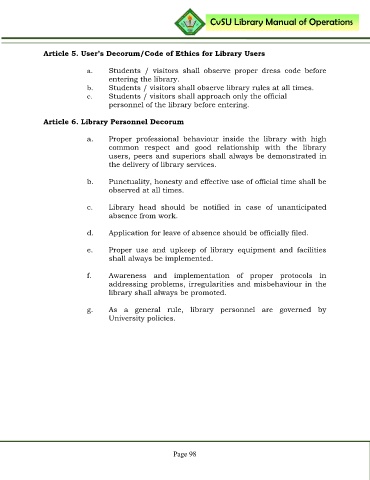 CvSU Library Manual of Operations
Article 5. User's Decorum/Code of Ethics for Library Users
a. Students / visitors shall observe proper dress code before
entering the library.
b. Students / visitors shall observe library rules at all times.
c. Students / visitors shall approach only the official
personnel of the library before entering.
Article 6. Library Personnel Decorum
a. Proper professional behaviour inside the library with high
common respect and good relationship with the library
users, peers and superiors shall always be demonstrated in
the delivery of library services.
b. Punctuality, honesty and effective use of official time shall be
observed at all times.
c. Library head should be notified in case of unanticipated
absence from work.
d. Application for leave of absence should be officially filed.
e. Proper use and upkeep of library equipment and facilities
shall always be implemented.
f. Awareness and implementation of proper protocols in
addressing problems, irregularities and misbehaviour in the
library shall always be promoted.
g. As a general rule, library personnel are governed by
University policies.
Page 98